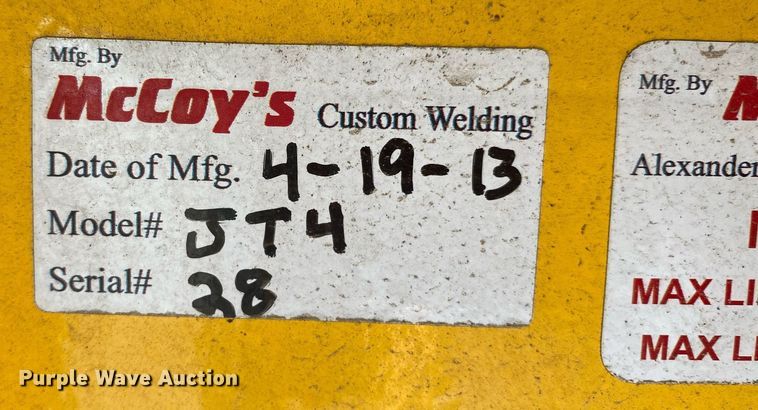 Mfg. By
McCoy's Custom Welding
Date of Mfg. 4-19-13
Model# JT4
Serial# 28
Mfg. By
Alexander
MAX LI
MAX L
Purple Wave Auction